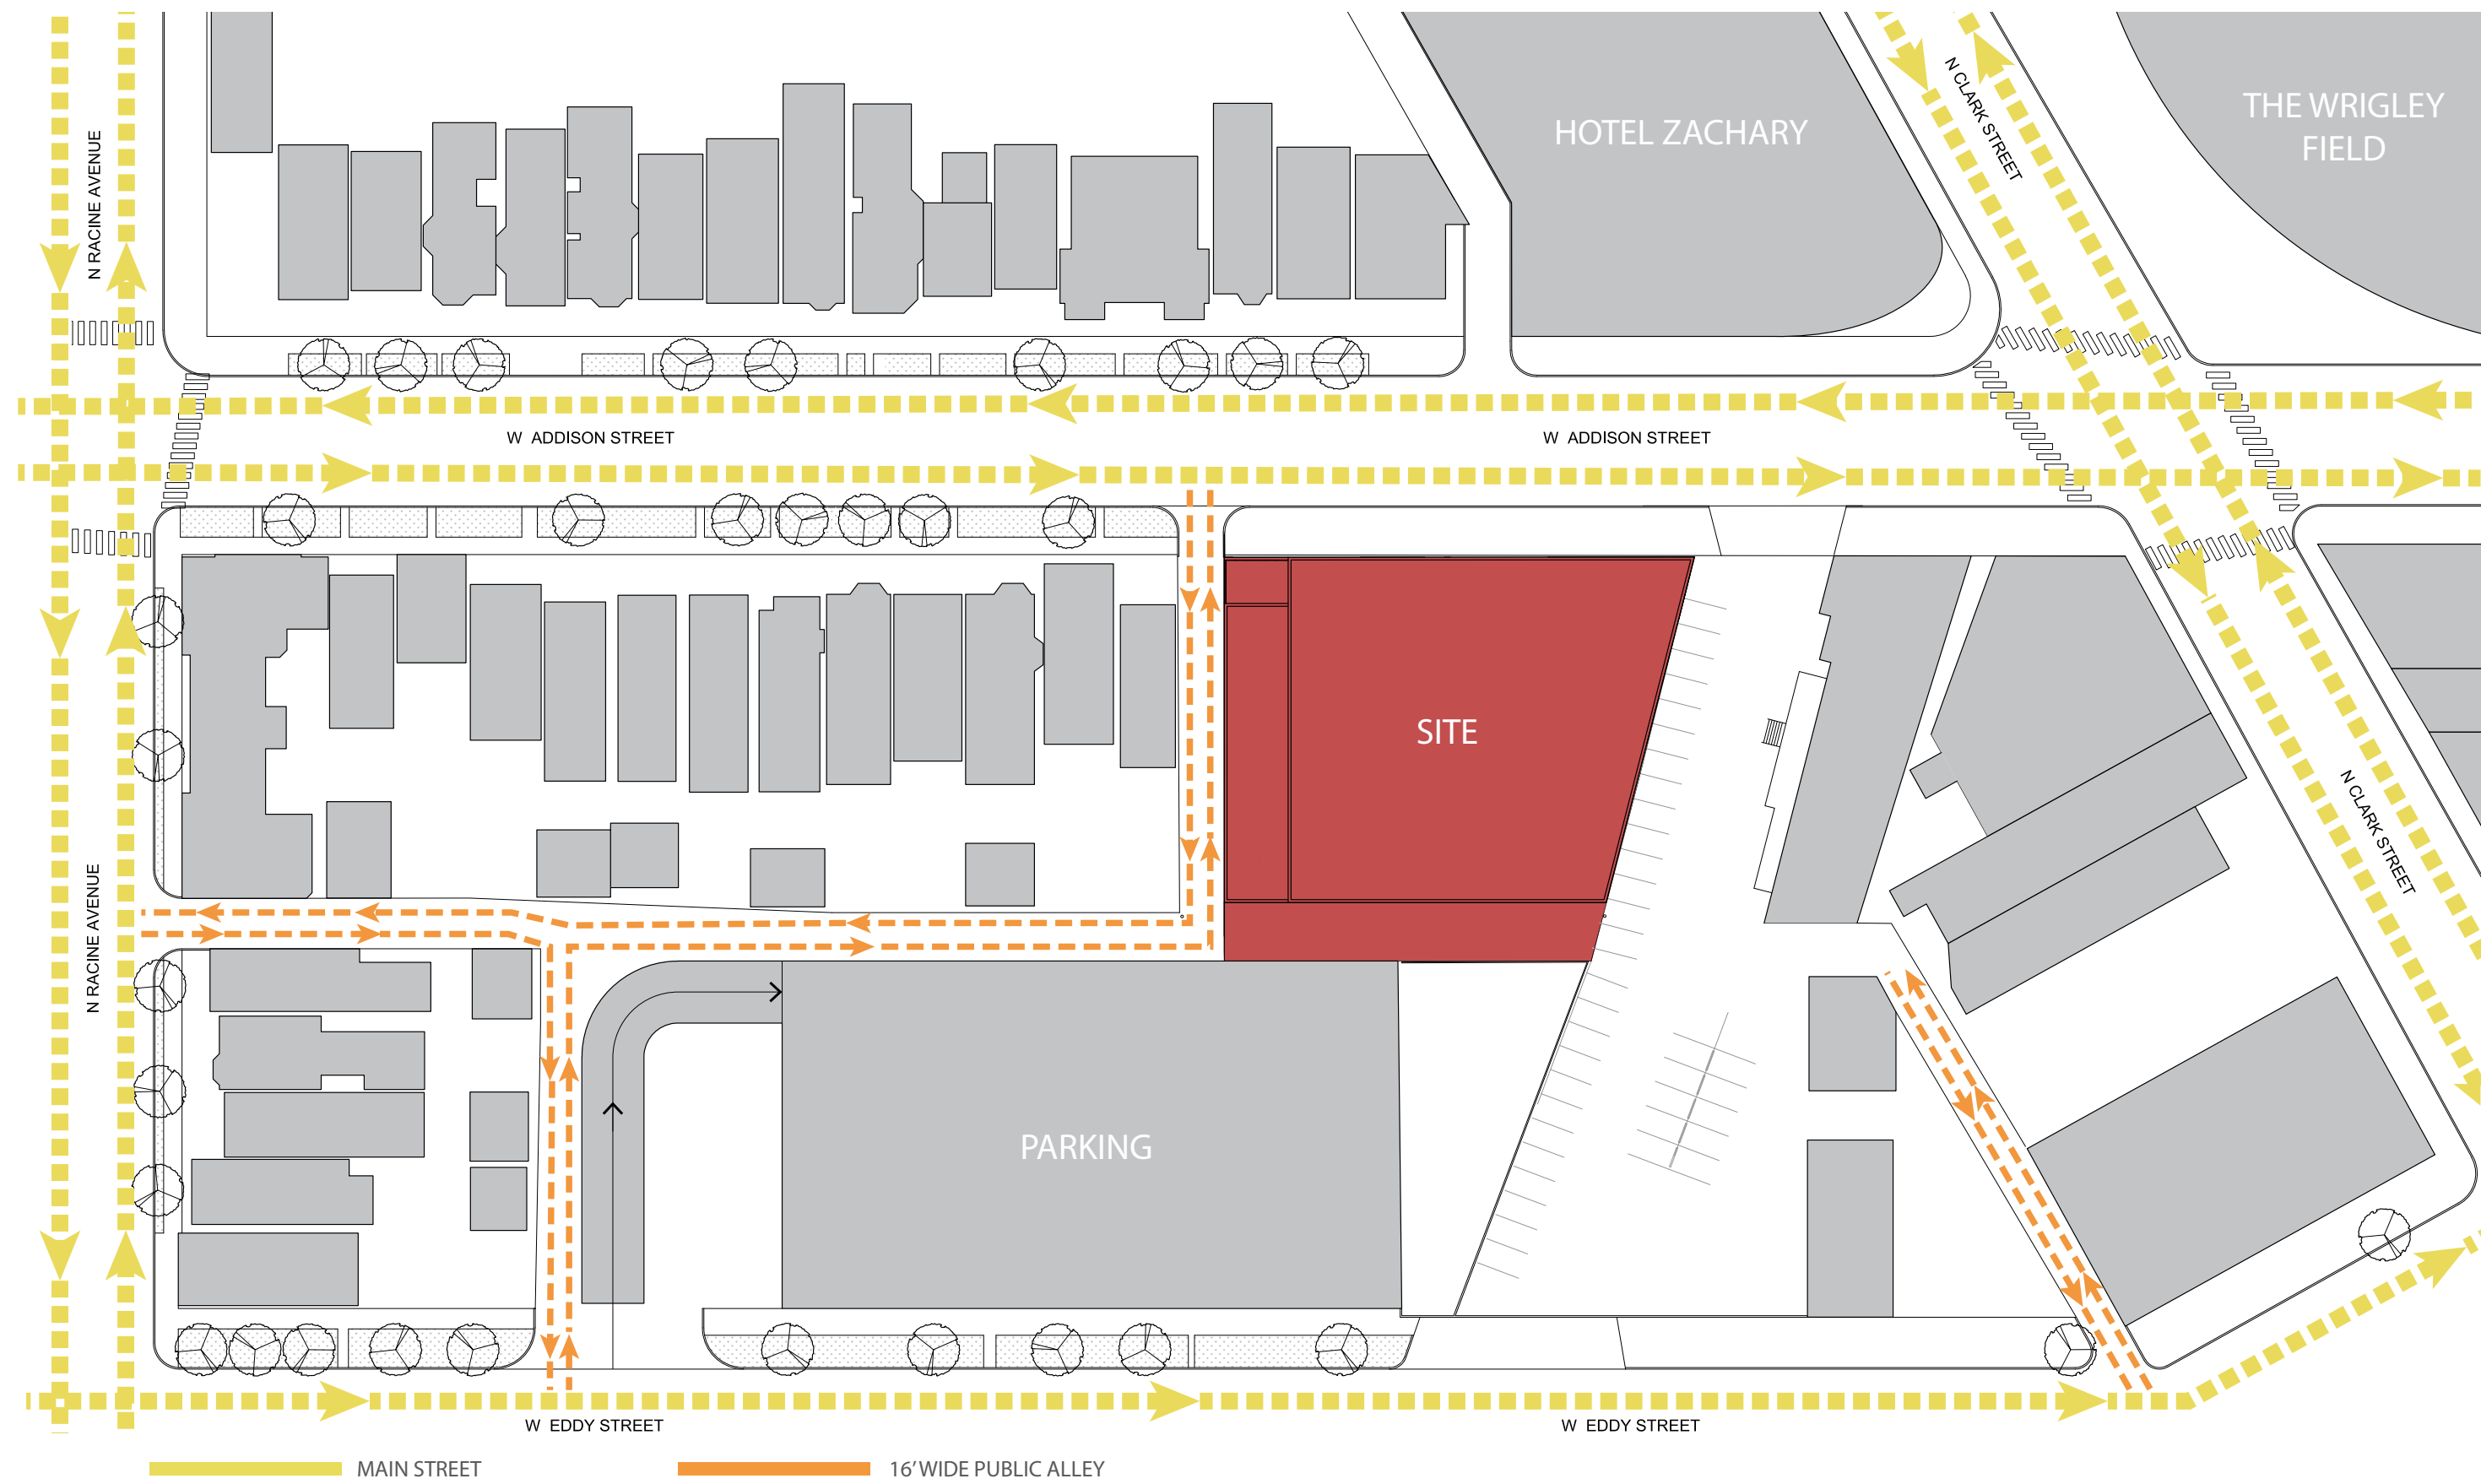 N RACINE AVENUE
HOTEL ZACHARY
N CLARK STREET
THE WRIGLEY
FIELD
W ADDISON STREET
W ADDISON STREET
SITE
N CLARK STREET
N RACINE AVENUE
PARKING
W EDDY STREET
W EDDY STREET
MAIN STREET
16' WIDE PUBLIC ALLEY